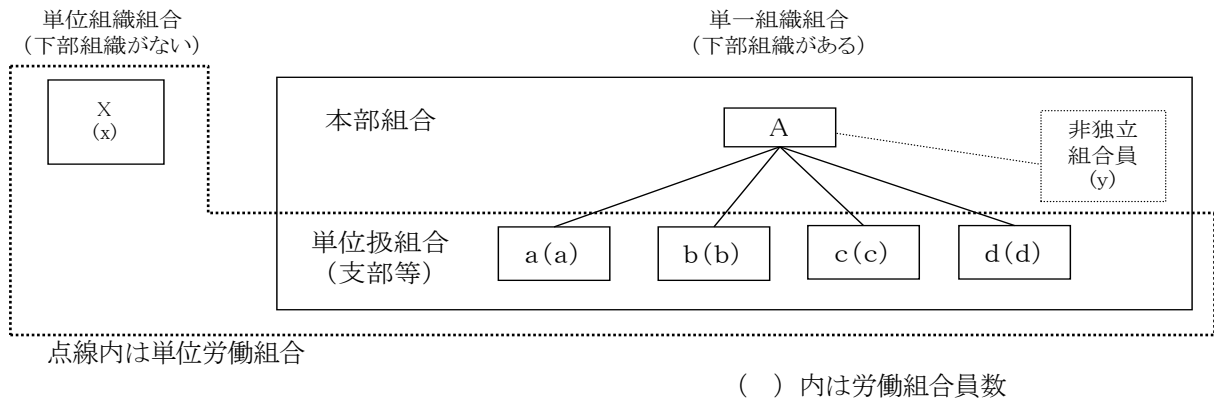 単位組織組合
（下部組織がない）
単一組織組合
（下部組織がある）
X
(x)
本部組合
A
非独立
組合員
(y)
単位扱組合
（支部等）
a(a)
b(b)
c(c)
d(d)
点線内は単位労働組合
（　）内は労働組合員数